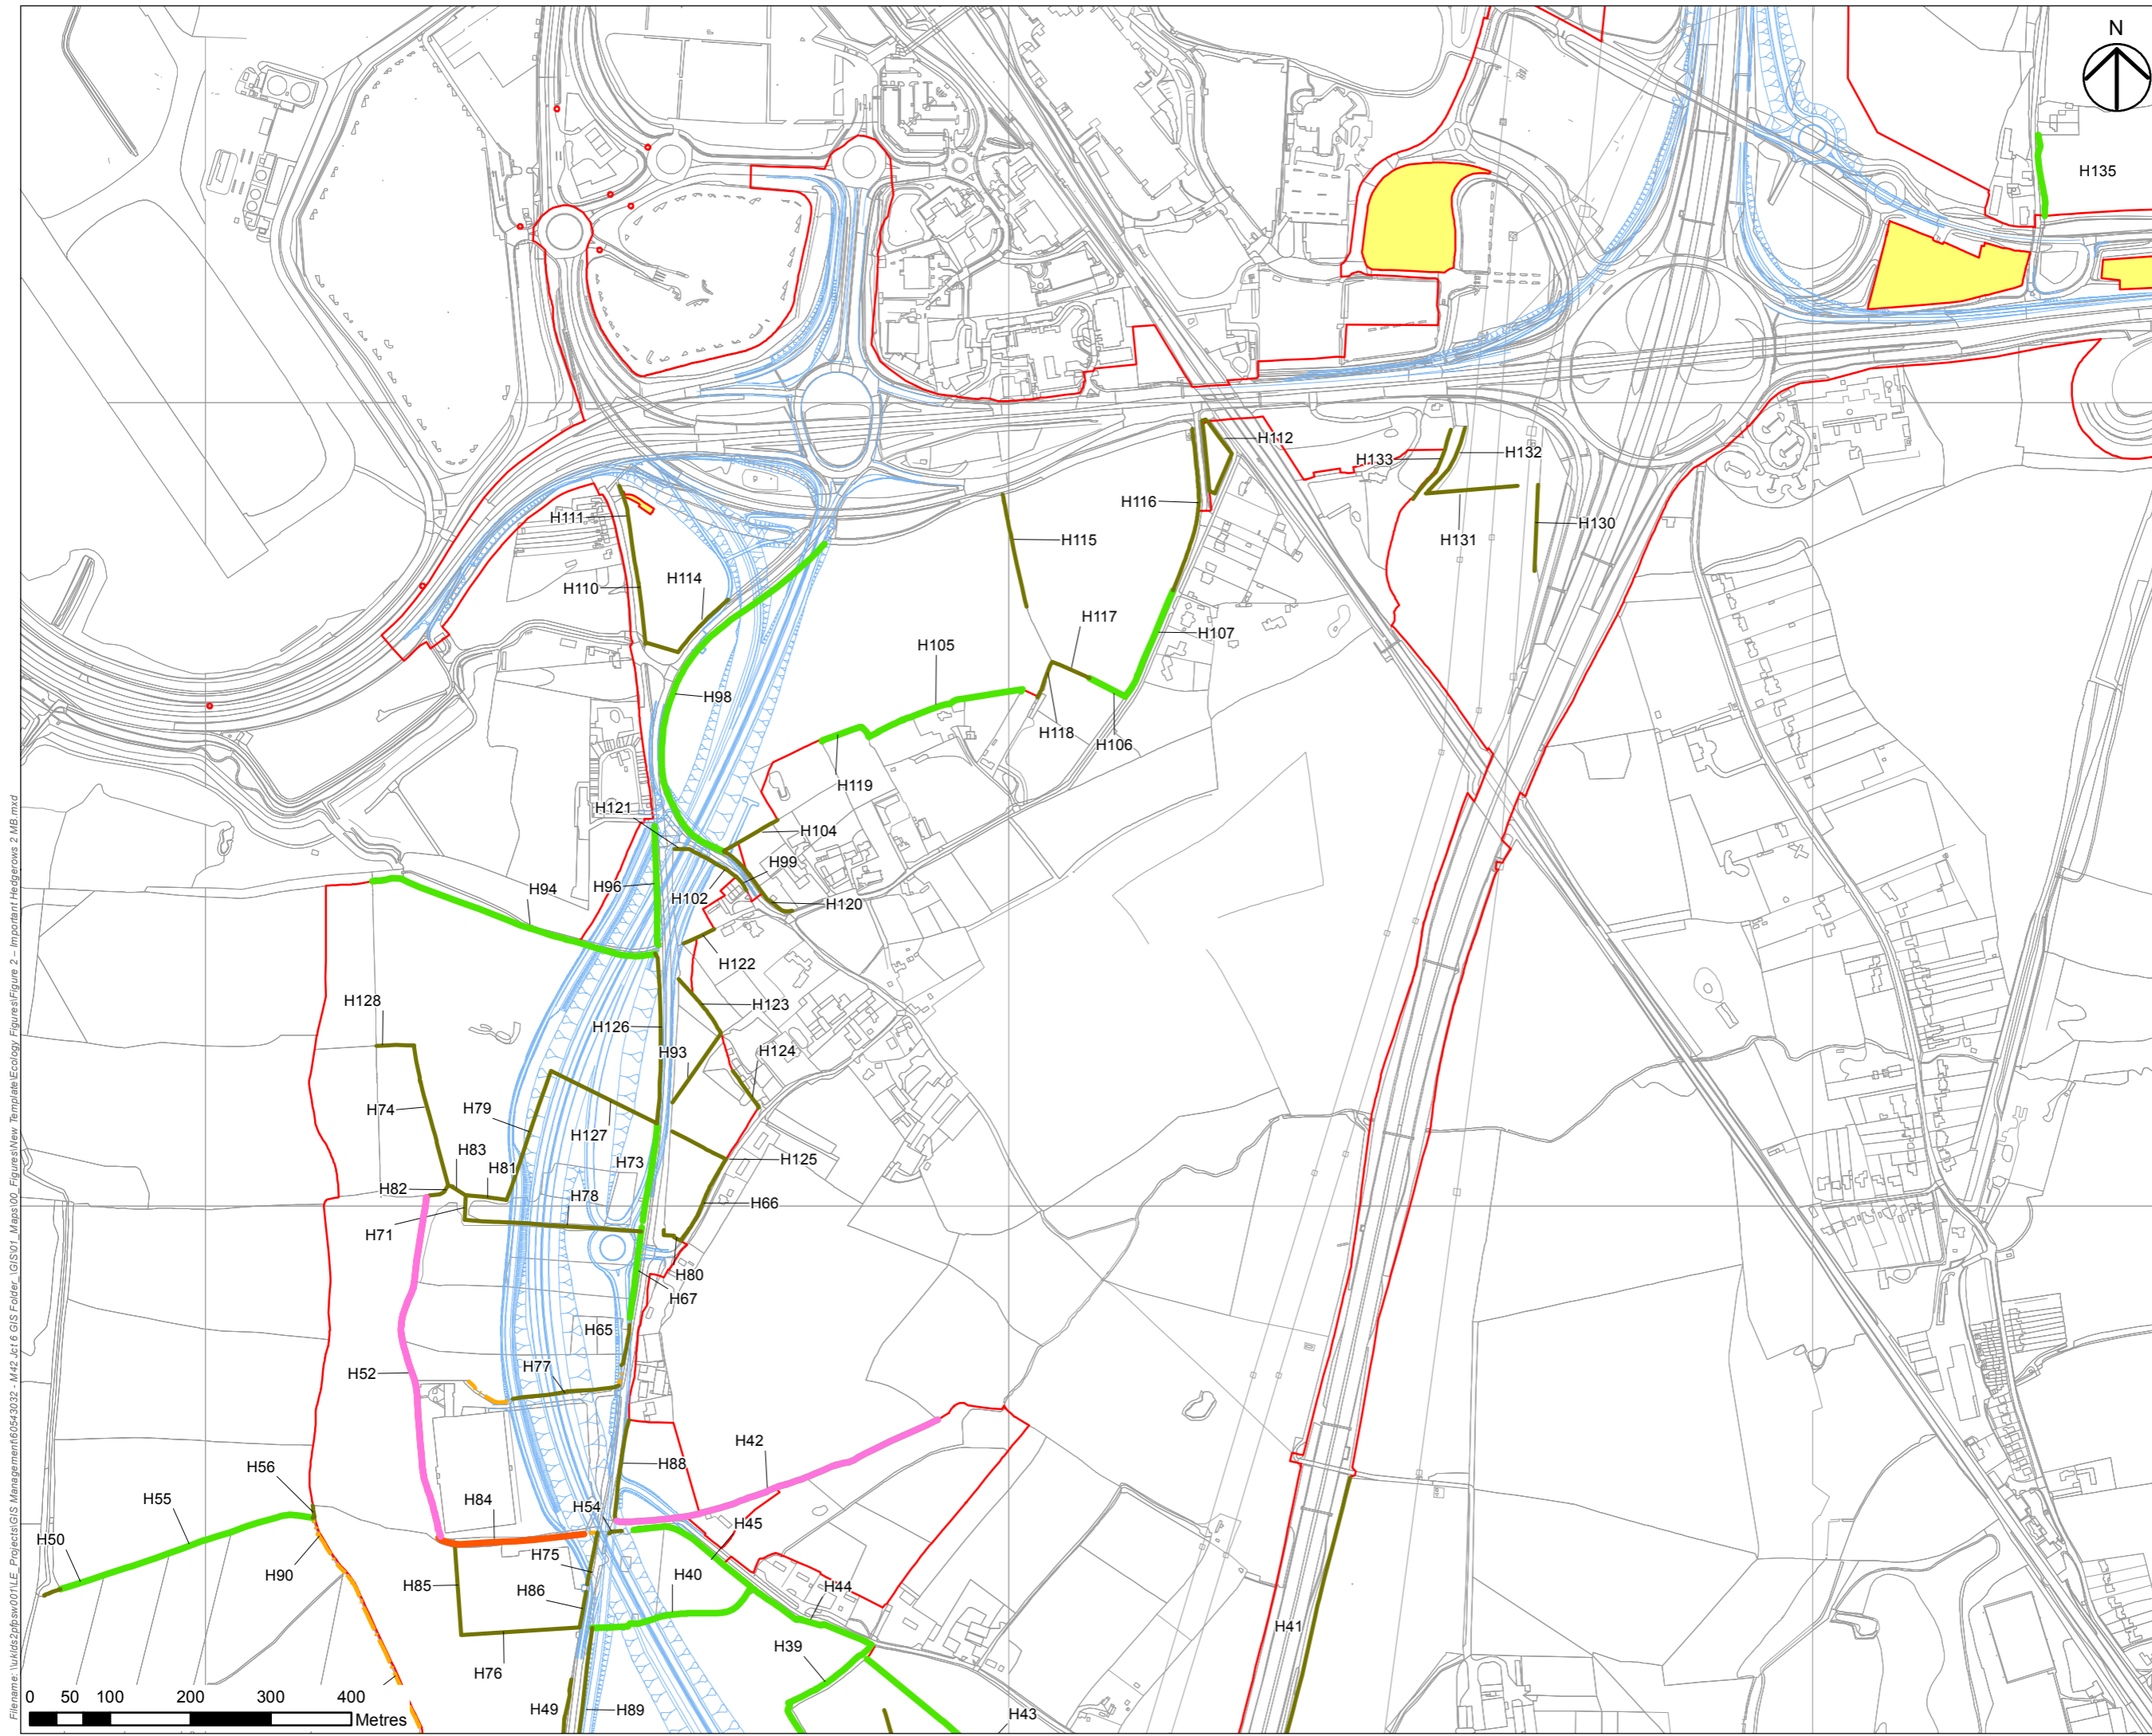 N
H135
H112
H133
H132
H116
H111
H130
H115
H131
H114
H110
H117
H107
H105
H98
H118
H106
H119
H121
H104
H99
H94
H96
H102
H120
H122
H128
H123
H126
H93
H124
H74
H79
H127
H83
H73
H125
H81
H82
H78
H66
H71
H80
H67
H65
H77
H52
H42
H88
H56
H55
H84
H54
H45
H50
H75
H90
H85
H86
H40
H44
H41
H39
H76
H49
H89
H43
0 50 100 200 300 400
Metres
Filename: \\uklds2pfpsw001\LE_Projects\GIS Management\60543032 - M42 Jct 6 GIS Folder_\GIS\01_Maps\00_Figures\New Template\Ecology Figures\Figure 2 – Important Hedgerows 2 MB.mxd